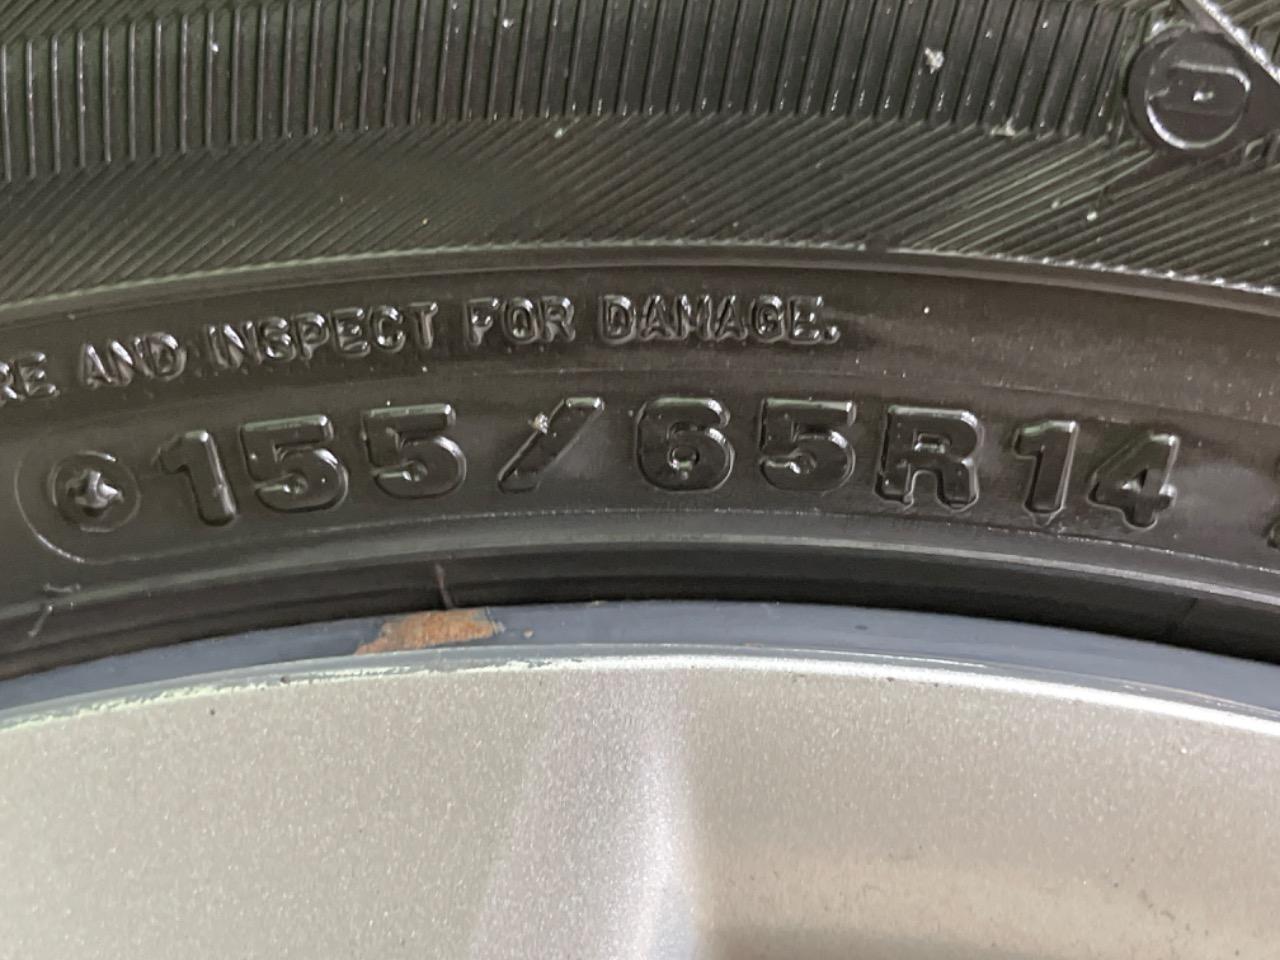 D
RE AND INSPECT FOR DAMAGE.
155/65R14